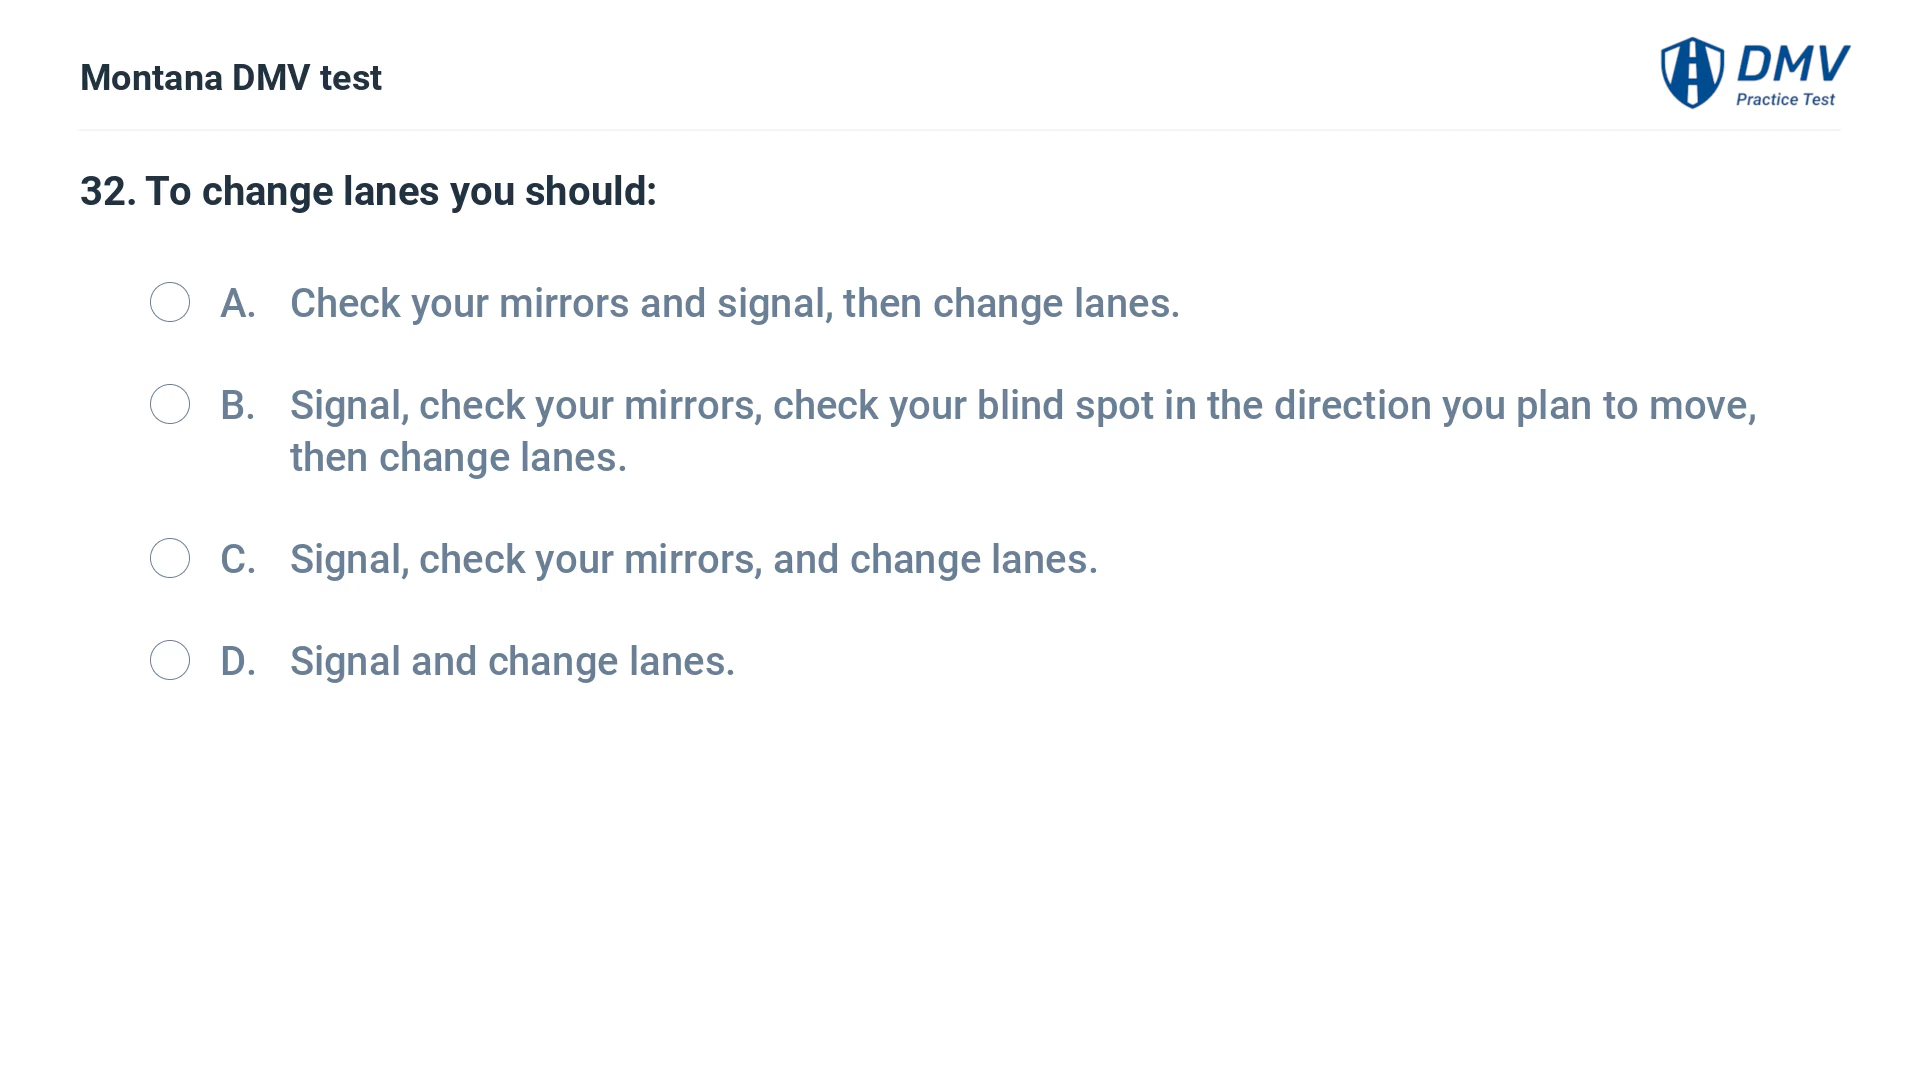 Montana DMV test
DMV
Practice Test
32. To change lanes you should:
A. Check your mirrors and signal, then change lanes.
B. Signal, check your mirrors, check your blind spot in the direction you plan to move,
then change lanes.
C. Signal, check your mirrors, and change lanes.
D. Signal and change lanes.